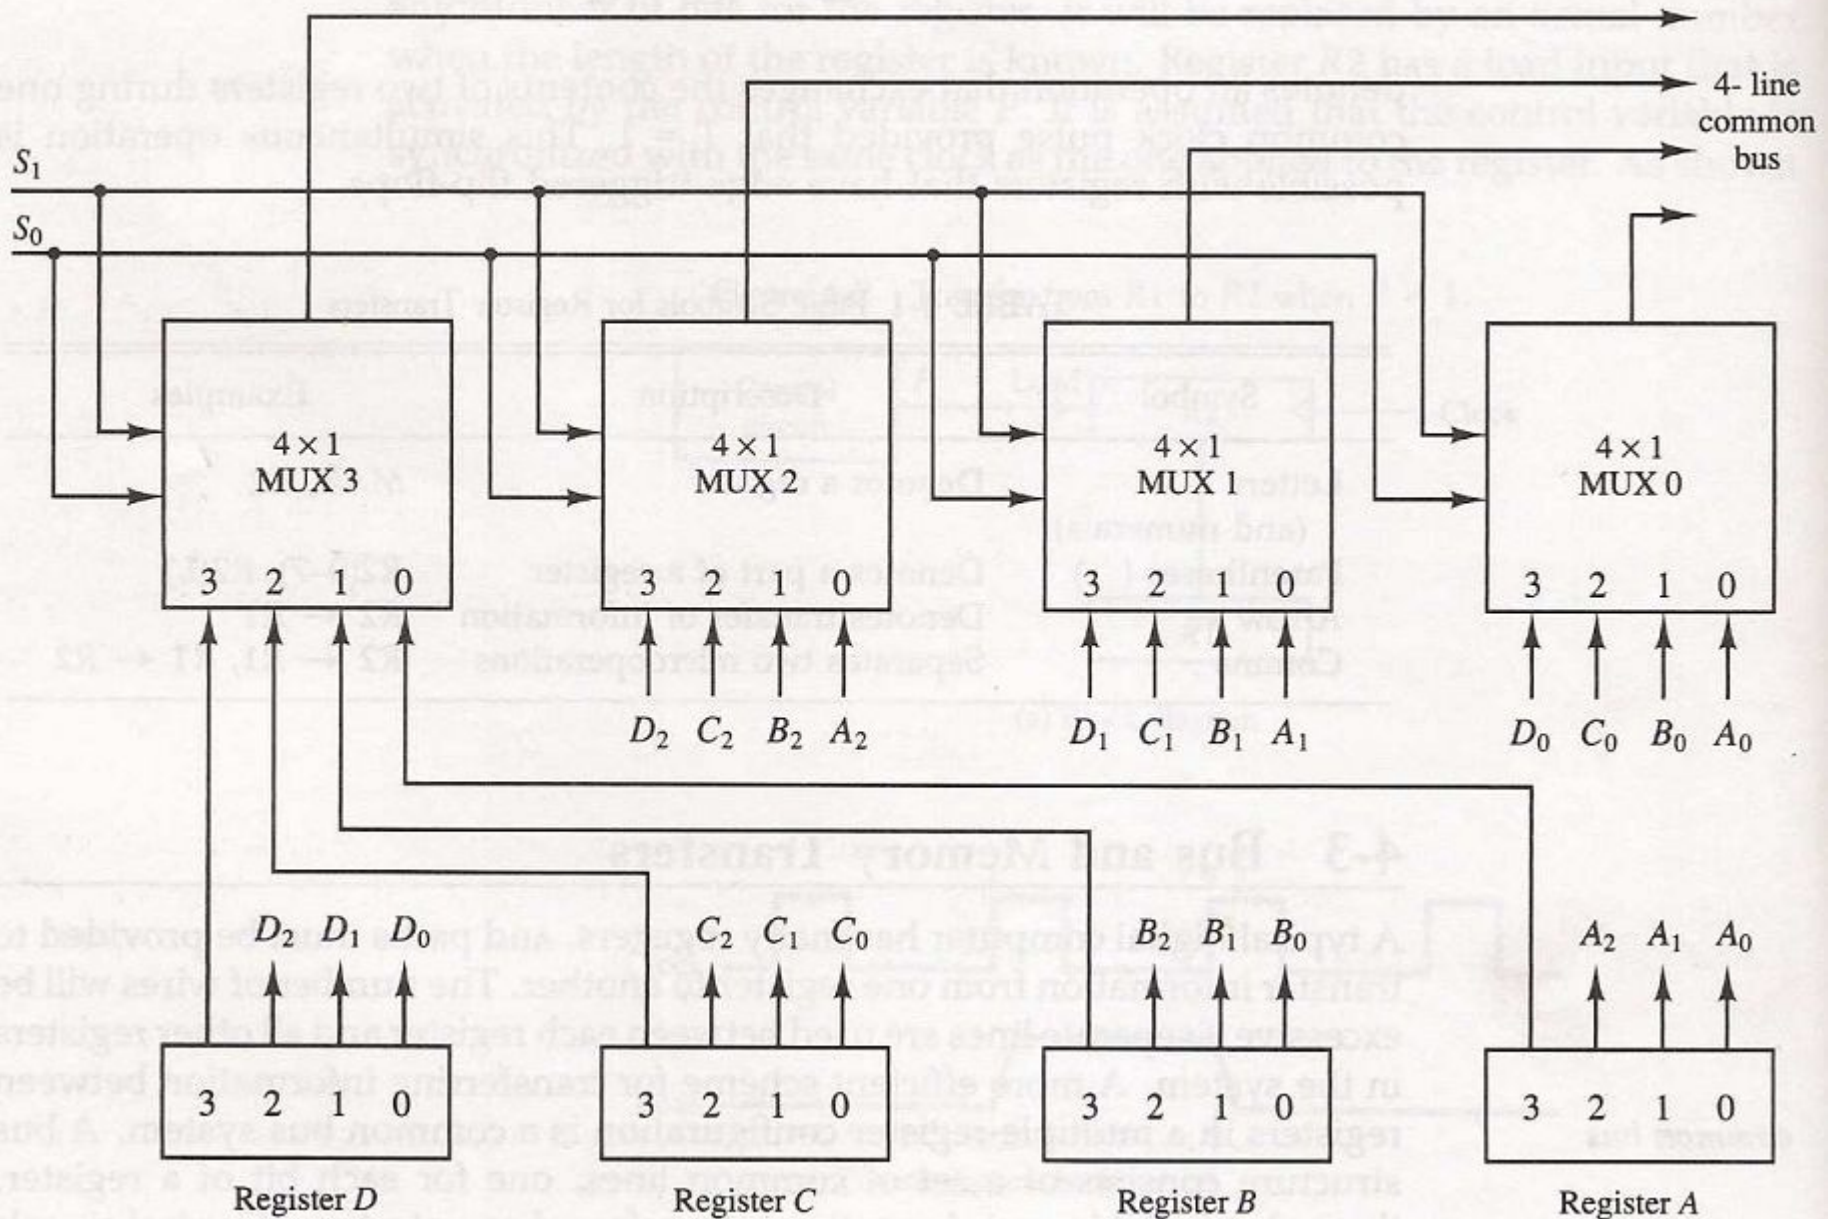 4- line
common
bus
S1
S0
4 × 1
MUX 3
3 2 1 0
4 × 1
MUX 2
3 2 1 0
4 × 1
MUX 1
3 2 1 0
4 × 1
MUX 0
3 2 1 0
D2 C2 B2 A2
D1 C1 B1 A1
D0 C0 B0 A0
D2 D1 D0
C2 C1 C0
B2 B1 B0
A2 A1 A0
3 2 1 0
3 2 1 0
3 2 1 0
3 2 1 0
Register D
Register C
Register B
Register A